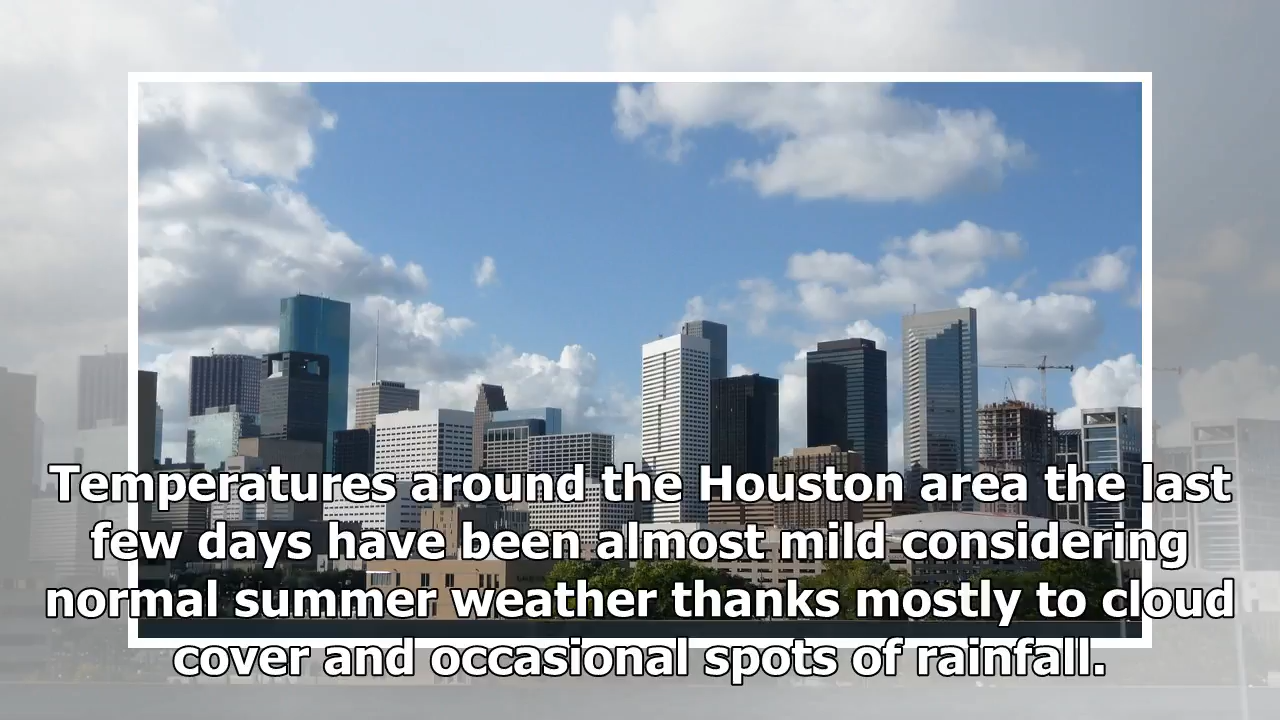 Temperatures around the Houston area the last
few days have been almost mild considering
normal summer weather thanks mostly to cloud
cover and occasional spots of rainfall.